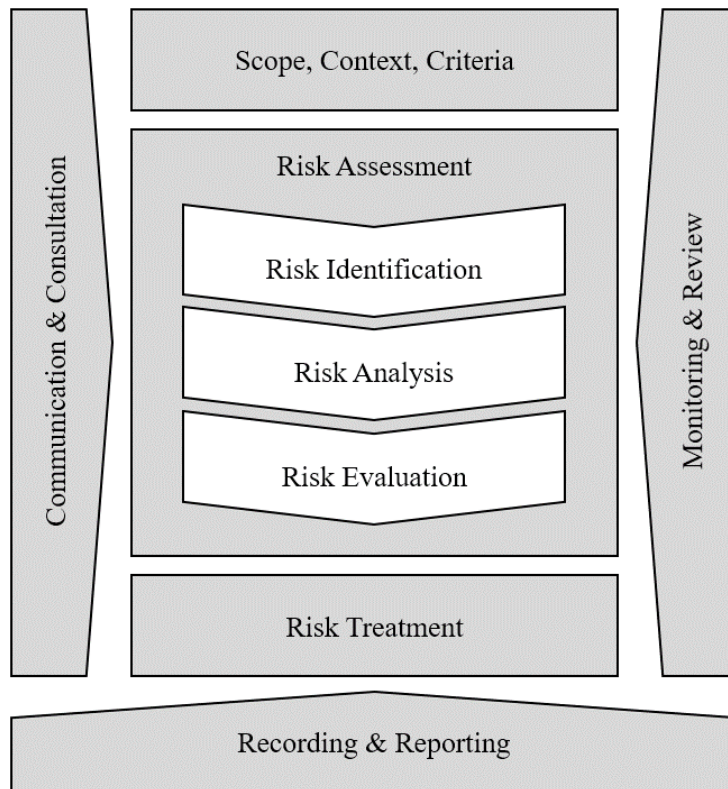 Scope, Context, Criteria
Communication & Consultation
Risk Assessment
Risk Identification
Risk Analysis
Risk Evaluation
Monitoring & Review
Risk Treatment
Recording & Reporting